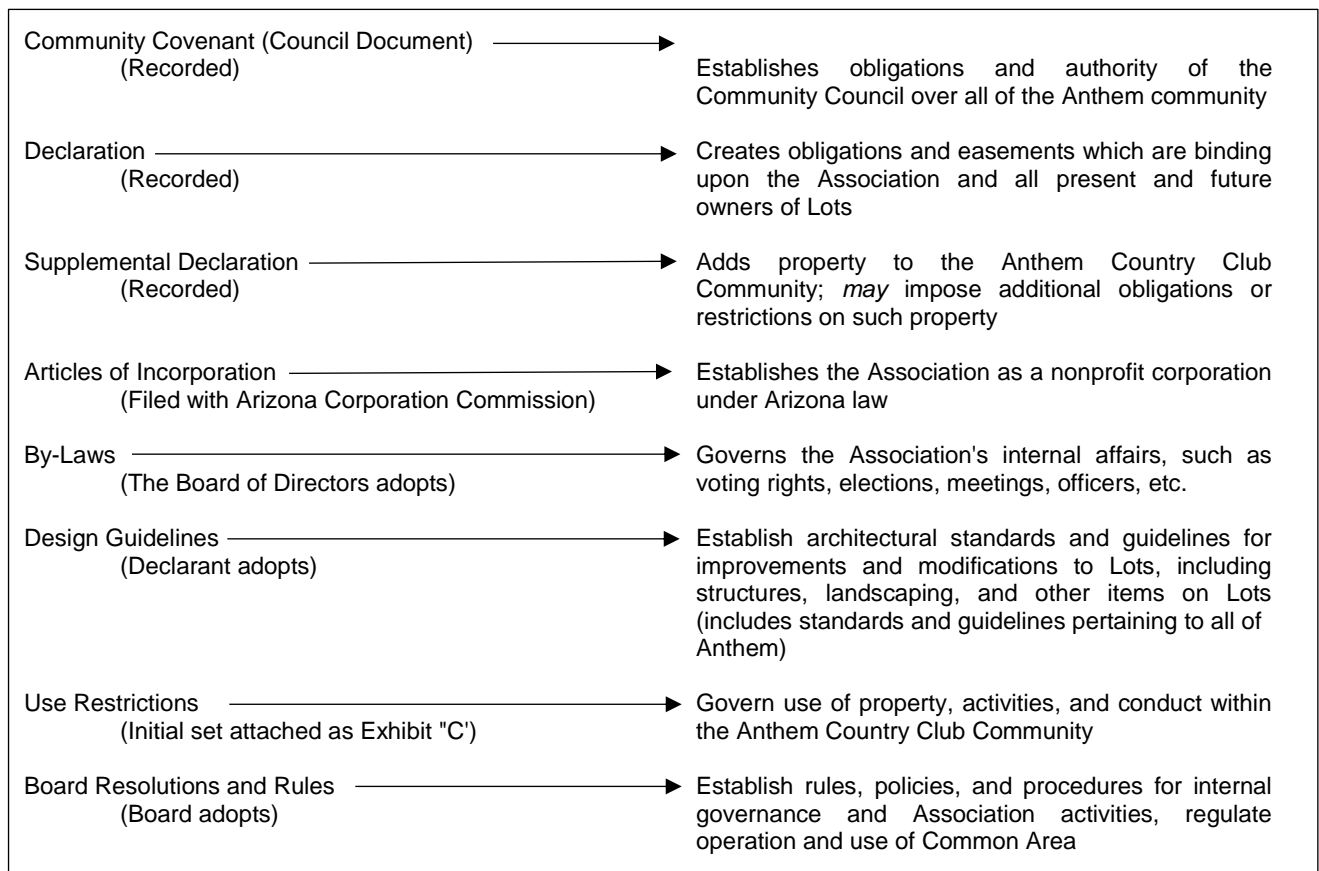 Community Covenant (Council Document)
(Recorded)
Establishes obligations and authority of the
Community Council over all of the Anthem community
Declaration
(Recorded)
Creates obligations and easements which are binding
upon the Association and all present and future
owners of Lots
Supplemental Declaration
(Recorded)
Adds property to the Anthem Country Club
Community; may impose additional obligations or
restrictions on such property
Articles of Incorporation
(Filed with Arizona Corporation Commission)
Establishes the Association as a nonprofit corporation
under Arizona law
By-Laws
(The Board of Directors adopts)
Governs the Association's internal affairs, such as
voting rights, elections, meetings, officers, etc.
Design Guidelines
(Declarant adopts)
Establish architectural standards and guidelines for
improvements and modifications to Lots, including
structures, landscaping, and other items on Lots
(includes standards and guidelines pertaining to all of
Anthem)
Use Restrictions
(Initial set attached as Exhibit "C')
Govern use of property, activities, and conduct within
the Anthem Country Club Community
Board Resolutions and Rules
(Board adopts)
Establish rules, policies, and procedures for internal
governance and Association activities, regulate
operation and use of Common Area